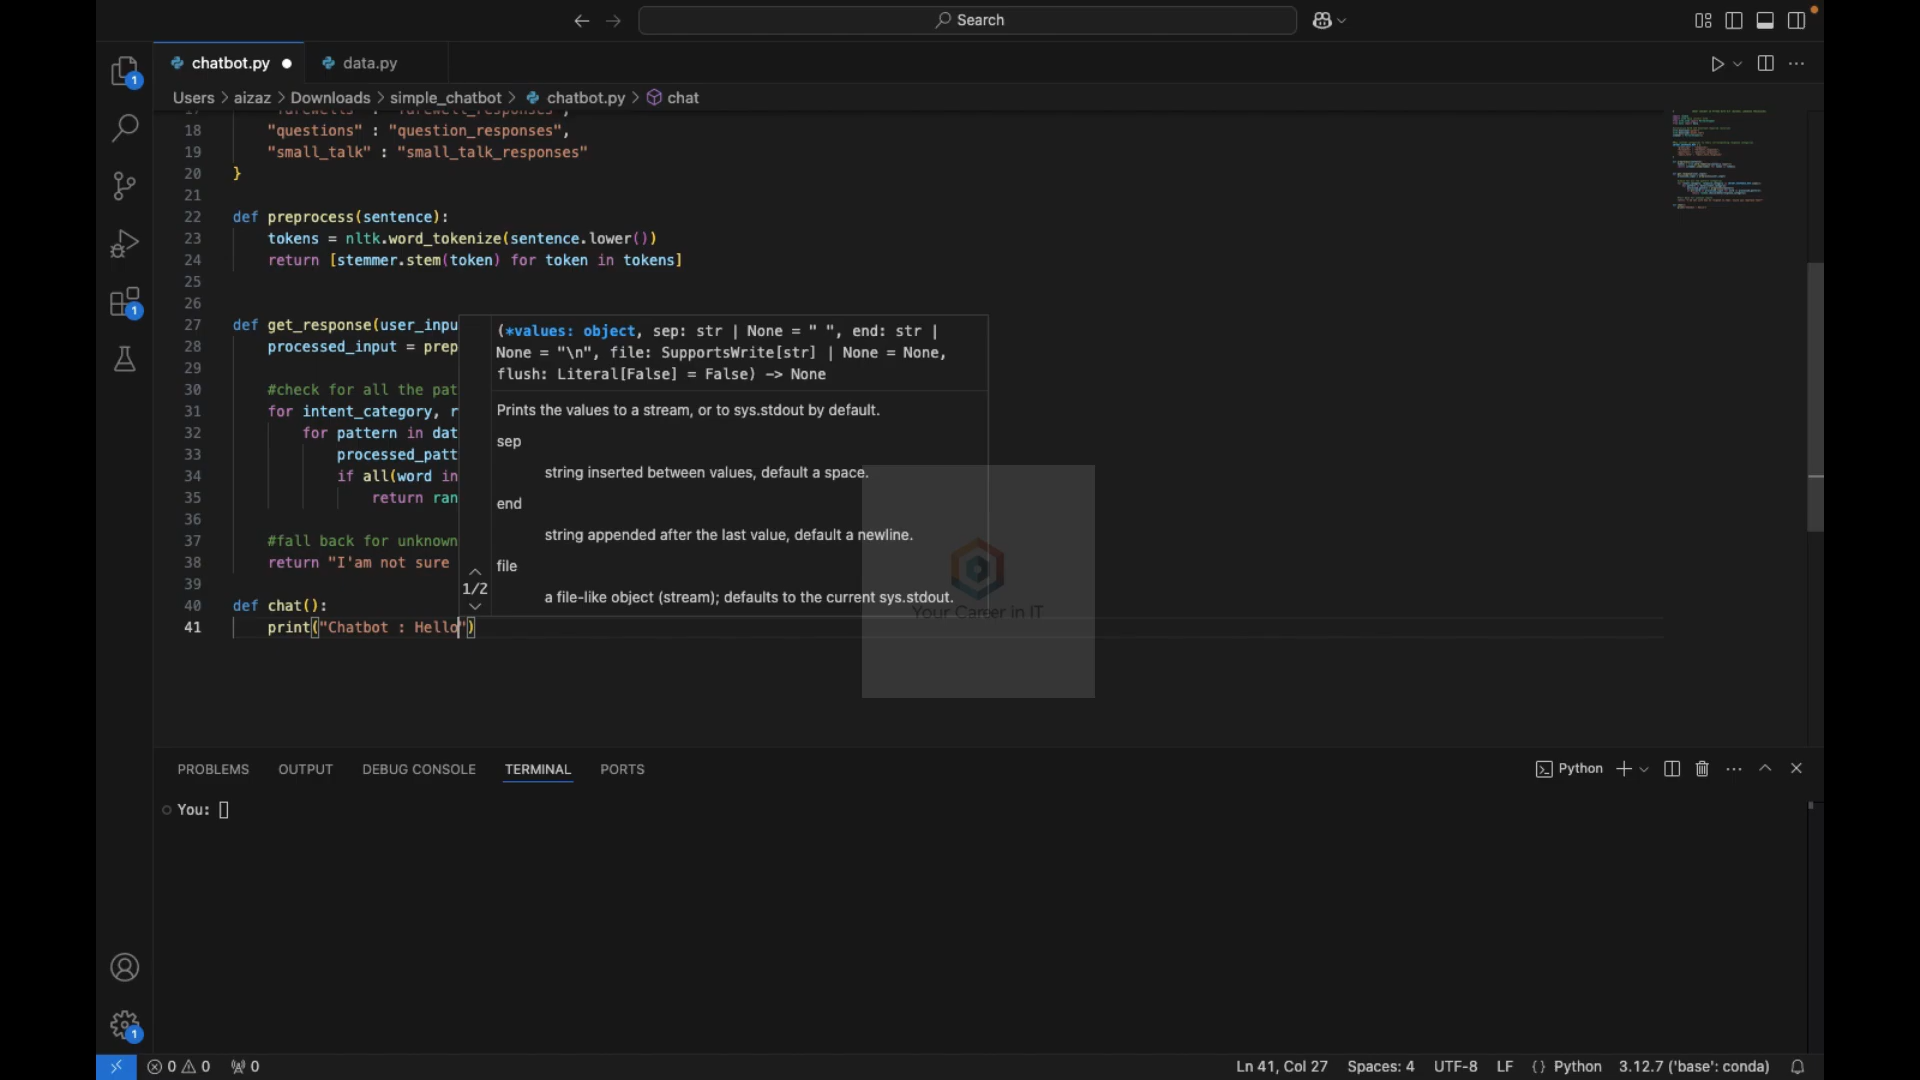 Search
chatbot.py
data.py
Users > aizaz > Downloads > simple_chatbot > chatbot.py > chat
18 "questions" : "question_responses",
19 "small_talk" : "small_talk_responses"
20 }
21
22 def preprocess(sentence):
23 tokens = nltk.word_tokenize(sentence.lower())
24 return [stemmer.stem(token) for token in tokens]
25
26
27 def get_response(user_inpu
28 processed_input = prep
29
30 #check for all the pat
31 for intent_category, r
32 for pattern in dat
33 processed_patt
34 if all(word in
35 return ran
36
37 #fall back for unknown
38 return "I'am not sure
39
40 def chat():
41 print("Chatbot : Hello")
(*values: object, sep: str | None = " ", end: str |
None = "\n", file: SupportsWrite[str] | None = None,
flush: Literal[False] = False) -> None
Prints the values to a stream, or to sys.stdout by default.
sep
string inserted between values, default a space.
end
string appended after the last value, default a newline.
file
a file-like object (stream); defaults to the current sys.stdout.
1/2
Your Career in IT
PROBLEMS OUTPUT DEBUG CONSOLE TERMINAL PORTS
Python
You:
1
1
1
0 0 0
Ln 41, Col 27 Spaces: 4 UTF-8 LF {} Python 3.12.7 ('base': conda)